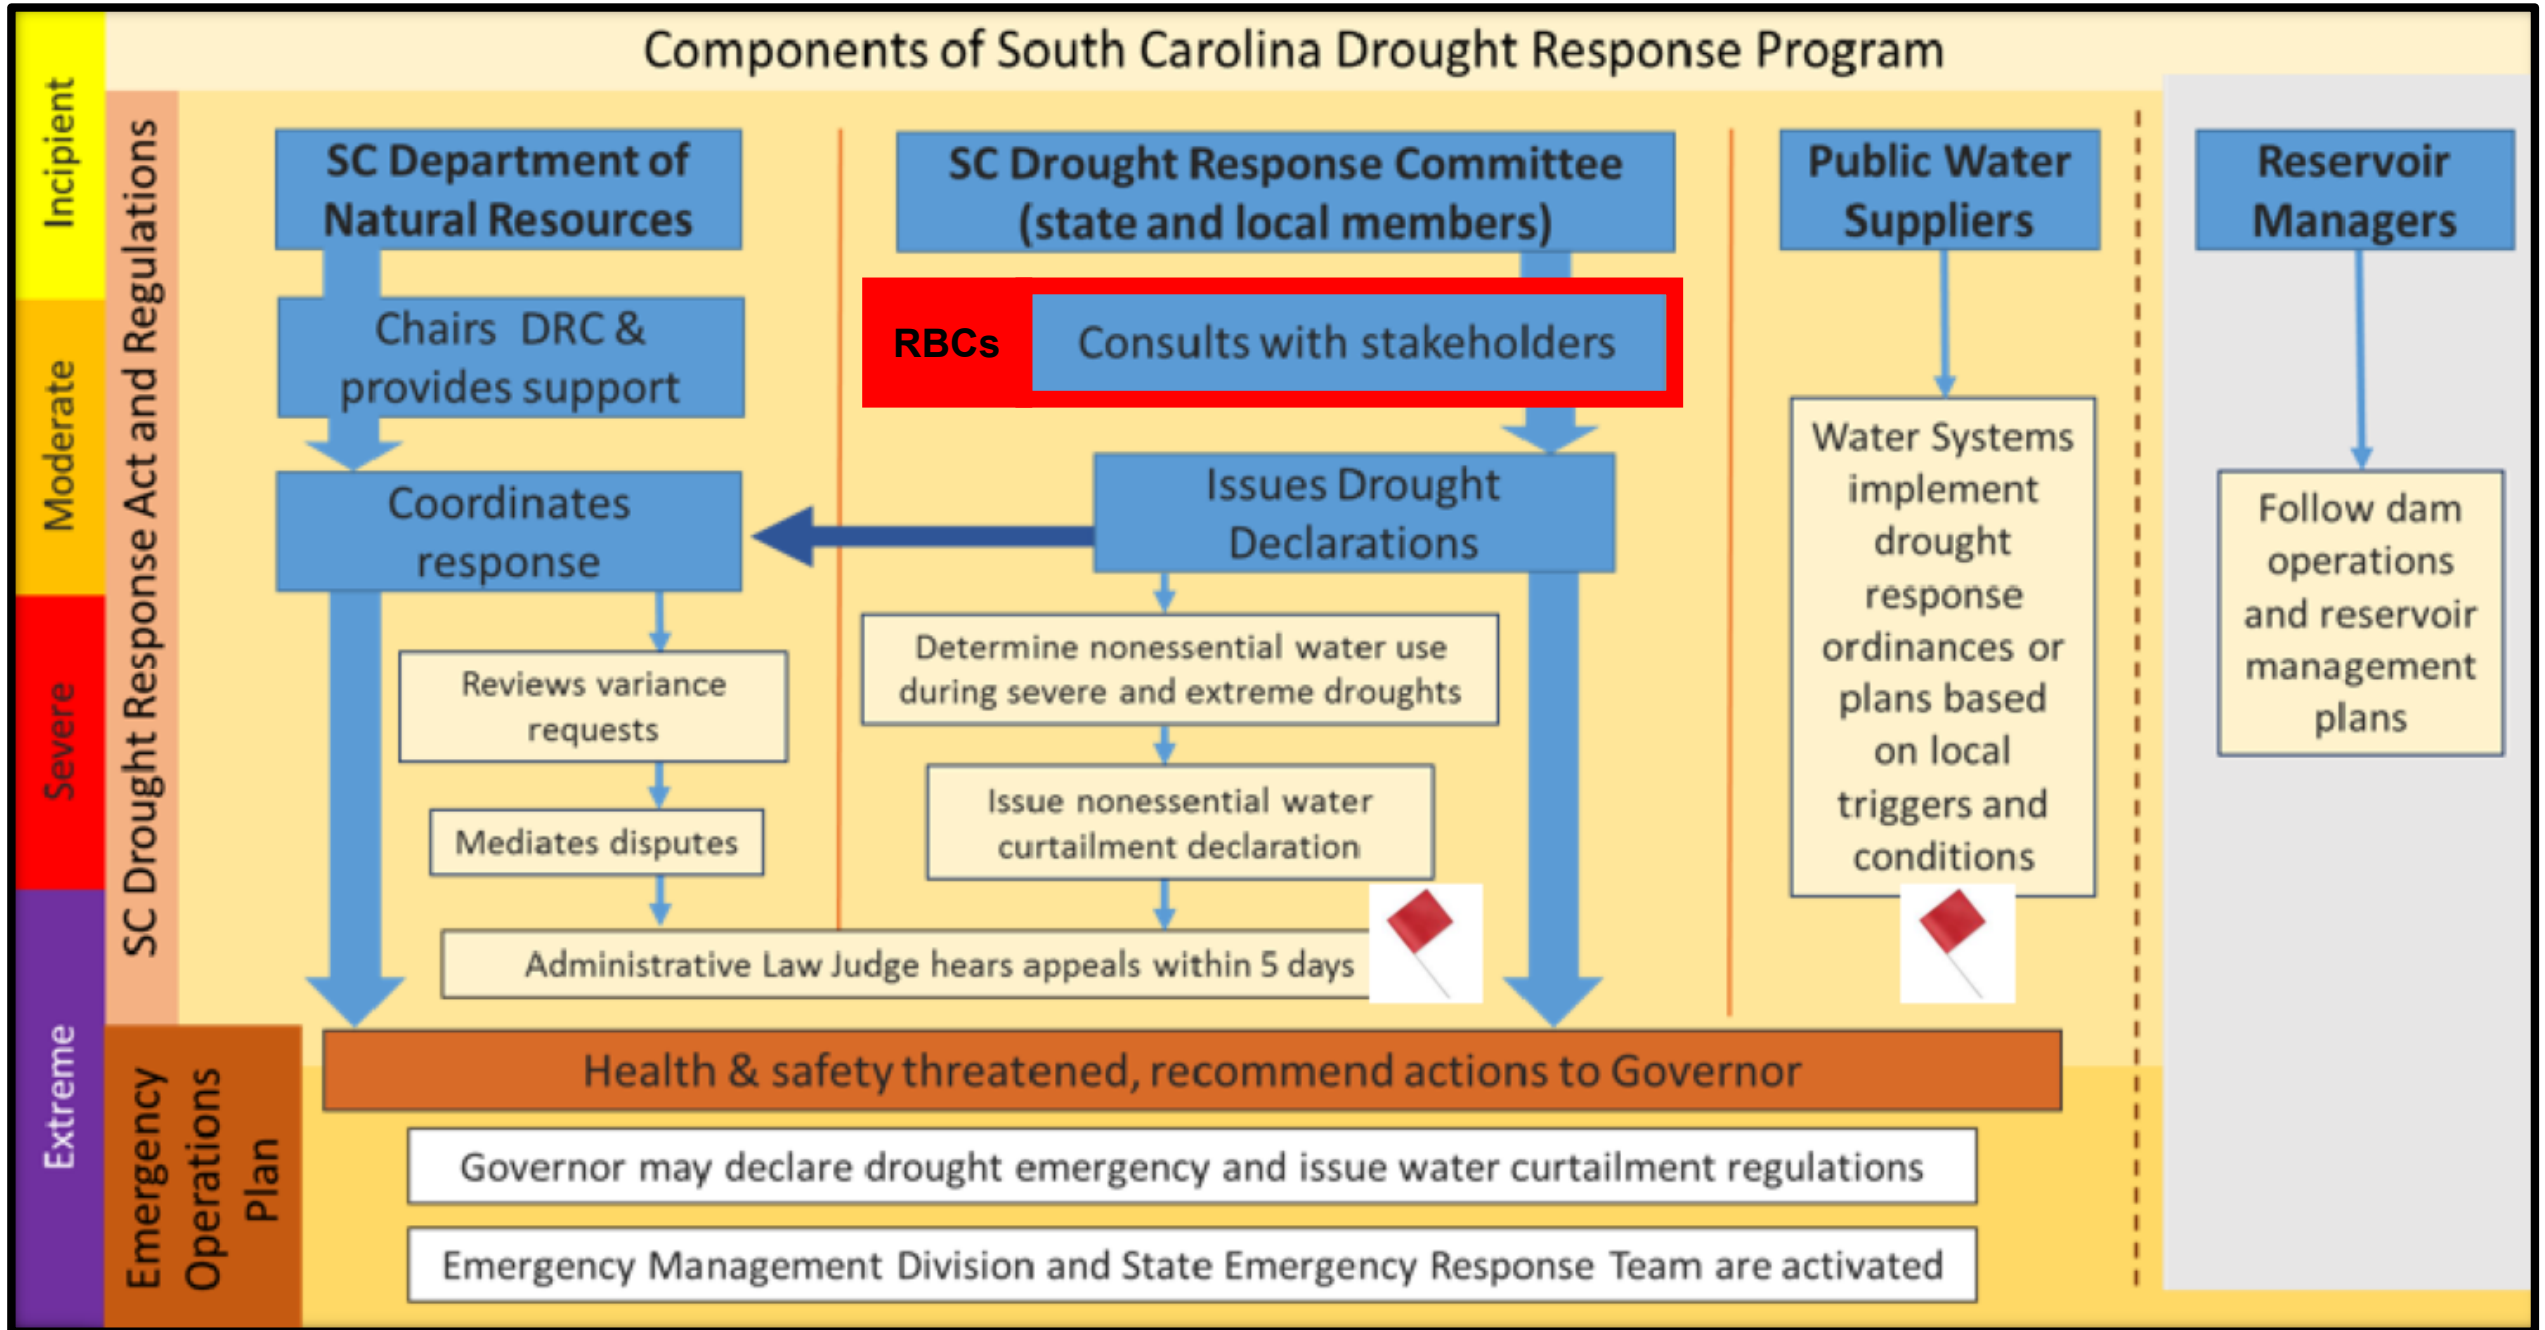 Components of South Carolina Drought Response Program
Incipient
Moderate
Severe
Extreme
SC Drought Response Act and Regulations
Emergency
Operations
Plan
SC Department of
Natural Resources
Chairs DRC &
provides support
Coordinates
response
Reviews variance
requests
Mediates disputes
SC Drought Response Committee
(state and local members)
RBCs
Consults with stakeholders
Issues Drought
Declarations
Determine nonessential water use
during severe and extreme droughts
Issue nonessential water
curtailment declaration
Administrative Law Judge hears appeals within 5 days
Public Water
Suppliers
Water Systems
implement
drought
response
ordinances or
plans based
on local
triggers and
conditions
Reservoir
Managers
Follow dam
operations
and reservoir
management
plans
Health & safety threatened, recommend actions to Governor
Governor may declare drought emergency and issue water curtailment regulations
Emergency Management Division and State Emergency Response Team are activated